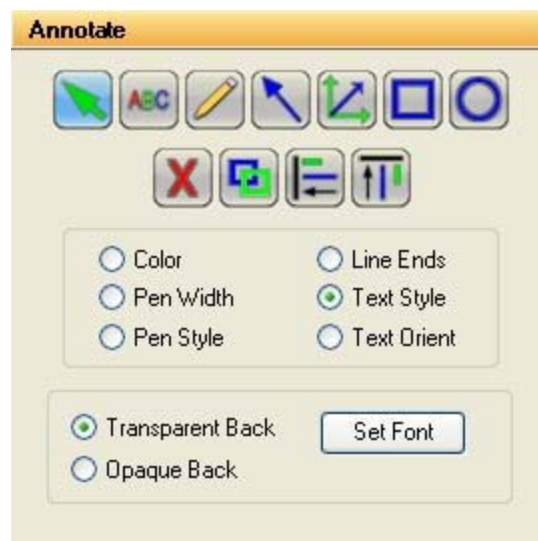 Annotate
ABC
X
Color
Line Ends
Pen Width
Text Style
Pen Style
Text Orient
Transparent Back
Set Font
Opaque Back